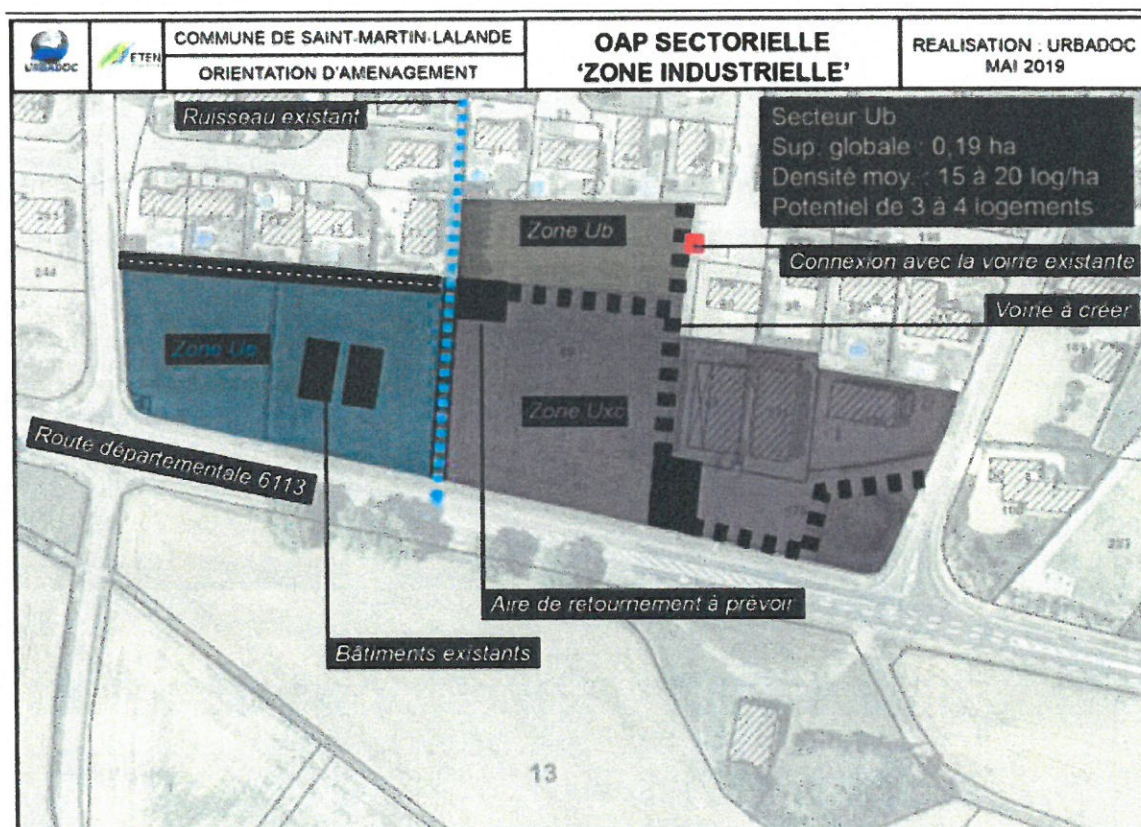 URBADOC
ETEN
COMMUNE DE SAINT-MARTIN-LALANDE
ORIENTATION D'AMENAGEMENT
OAP SECTORIELLE
'ZONE INDUSTRIELLE'
REALISATION : URBADOC
MAI 2019
Ruisseau existant
Secteur Ub
Sup. globale : 0,19 ha
Densité moy. : 15 à 20 log/ha
Potentiel de 3 à 4 logements
Zone Ub
Connexion avec la voirie existante
Voirie à créer
Zone Ue
Zone Uxc
Route départementale 6113
Aire de retournement à prévoir
Bâtiments existants
13